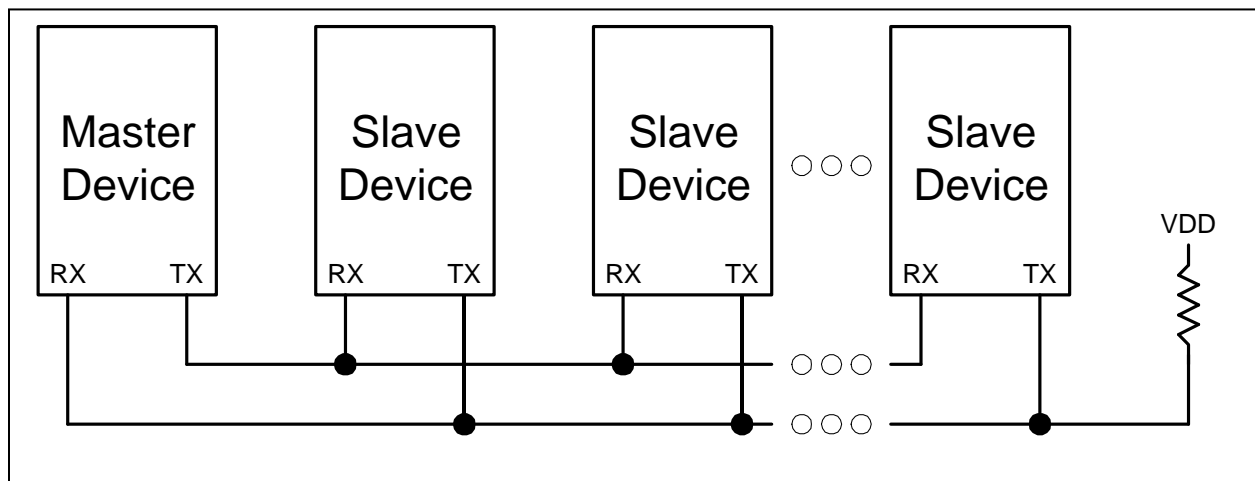 Master
Device
RX TX
Slave
Device
RX TX
Slave
Device
RX TX
Slave
Device
RX TX
VDD